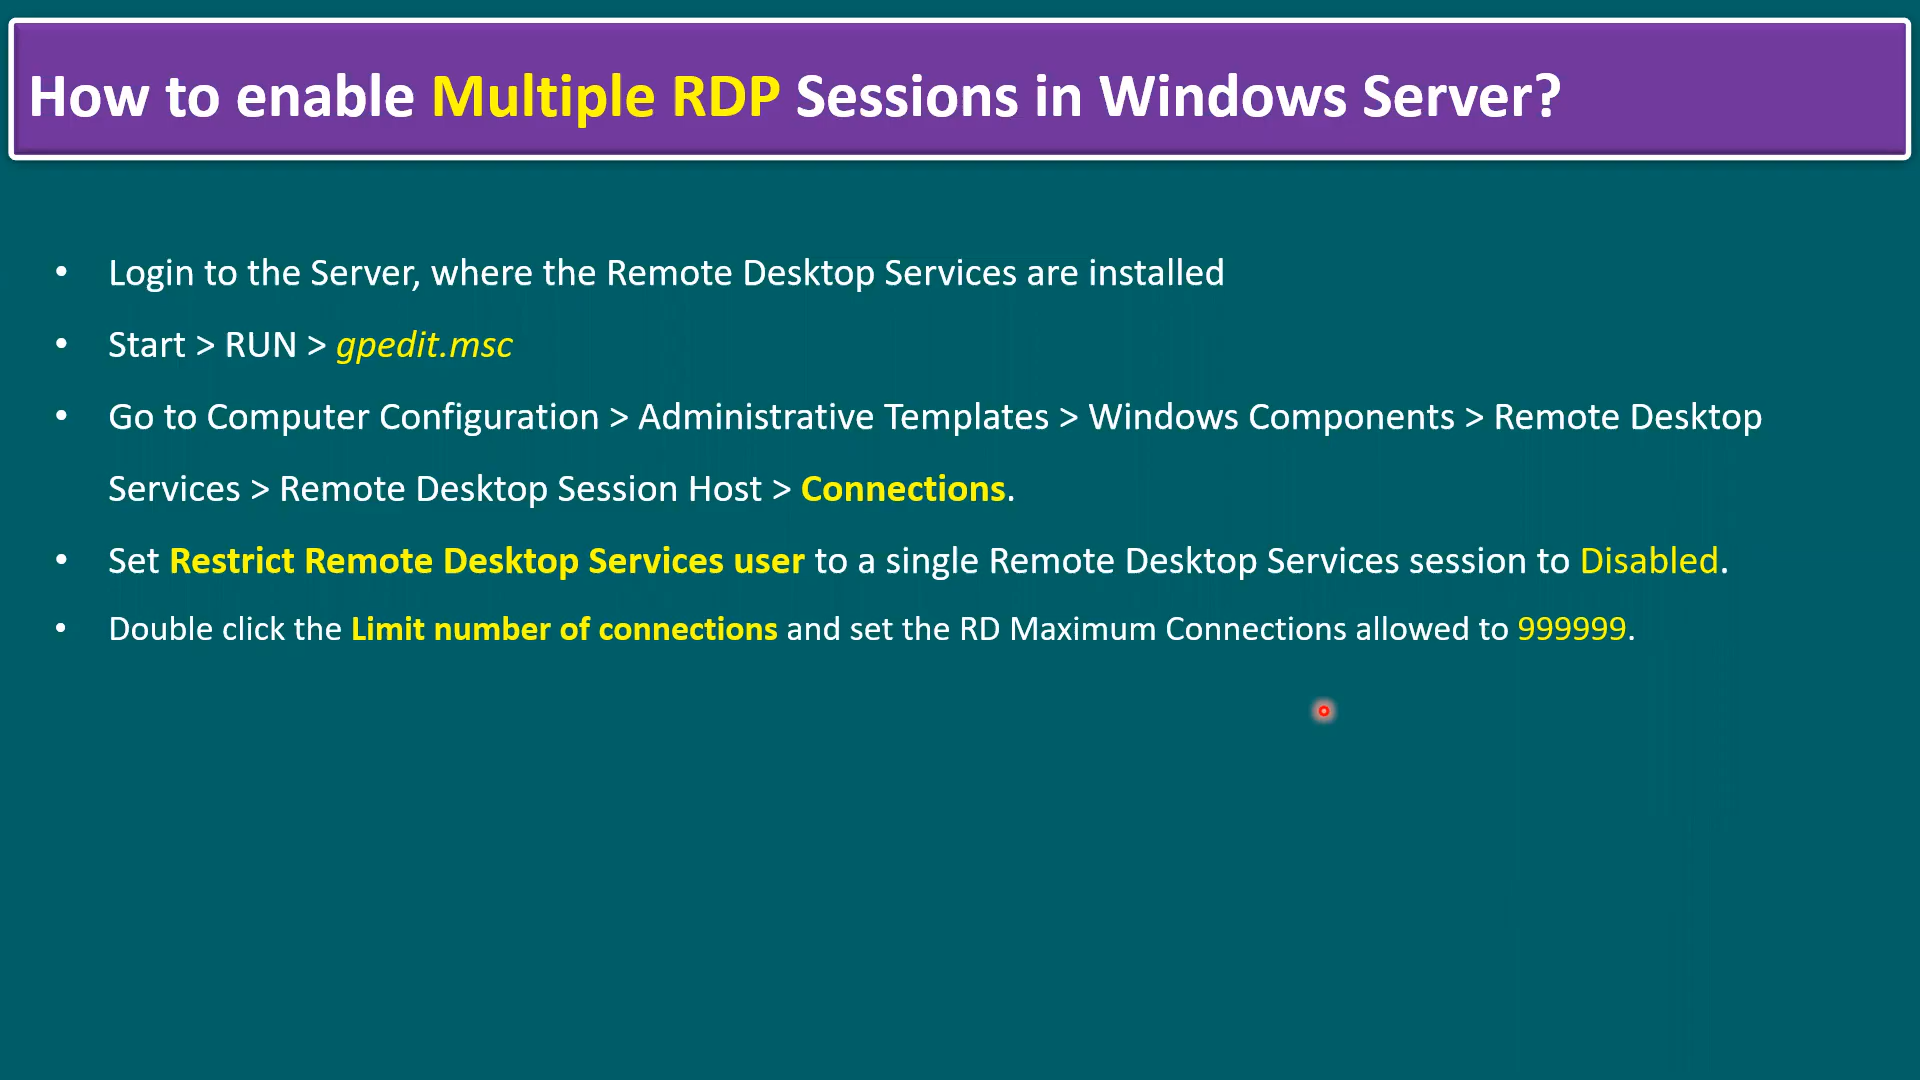 How to enable Multiple RDP Sessions in Windows Server?
• Login to the Server, where the Remote Desktop Services are installed
• Start > RUN > gpedit.msc
• Go to Computer Configuration > Administrative Templates > Windows Components > Remote Desktop
Services > Remote Desktop Session Host > Connections.
• Set Restrict Remote Desktop Services user to a single Remote Desktop Services session to Disabled.
• Double click the Limit number of connections and set the RD Maximum Connections allowed to 999999.